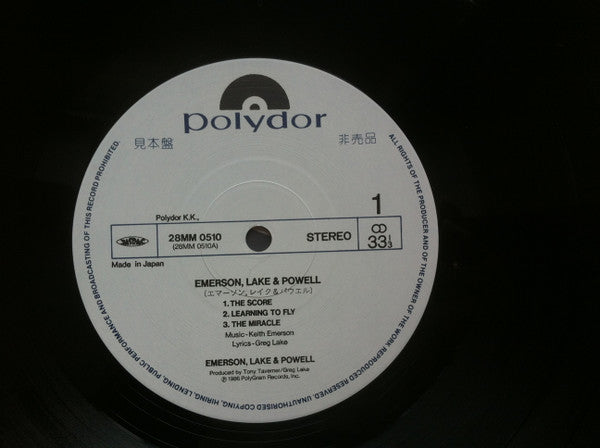 polydor
見本盤
非売品
Polydor K.K.,
1
28MM 0510
(28MM 0510A)
STEREO
33 1/3
Made in Japan
EMERSON, LAKE & POWELL
(エマーソン、レイク&パウエル)
1. THE SCORE
2. LEARNING TO FLY
3. THE MIRACLE
Music-Keith Emerson
Lyrics-Greg Lake
EMERSON, LAKE & POWELL
Produced by Tony Taverner/Greg Lake
℗1986 PolyGram Records, Inc.
ALL RIGHTS OF THE PRODUCER AND OF THE OWNER OF THE WORK REPRODUCED RESERVED. UNAUTHORISED COPYING, HIRING, LENDING, PUBLIC PERFORMANCE AND BROADCASTING OF THIS RECORD PROHIBITED.